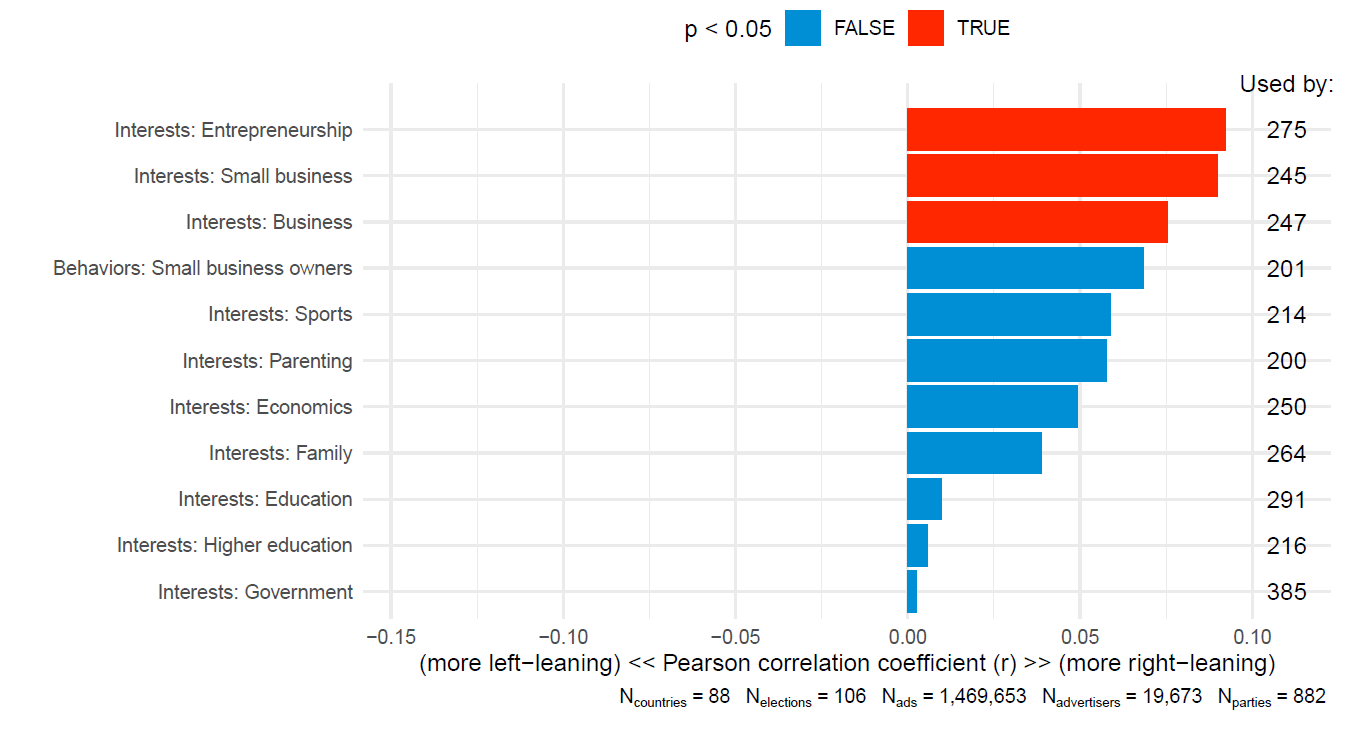 p < 0.05 FALSE TRUE
Used by:
Interests: Entrepreneurship 275
Interests: Small business 245
Interests: Business 247
Behaviors: Small business owners 201
Interests: Sports 214
Interests: Parenting 200
Interests: Economics 250
Interests: Family 264
Interests: Education 291
Interests: Higher education 216
Interests: Government 385
−0.15 −0.10 −0.05 0.00 0.05 0.10
(more left−leaning) << Pearson correlation coefficient (r) >> (more right−leaning)
Ncountries = 88 Nelections = 106 Nads = 1,469,653 Nadvertisers = 19,673 Nparties = 882